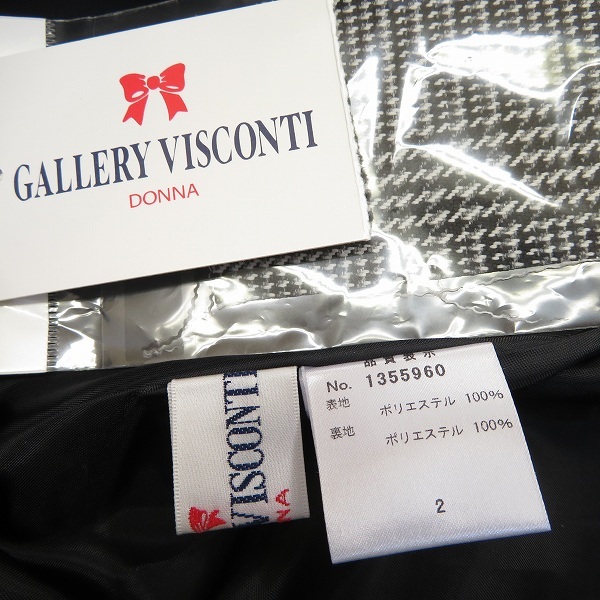 GALLERY VISCONTI
DONNA
VISCONTI
品質表示
No. 1355960
表地 ポリエステル 100%
裏地 ポリエステル 100%
2